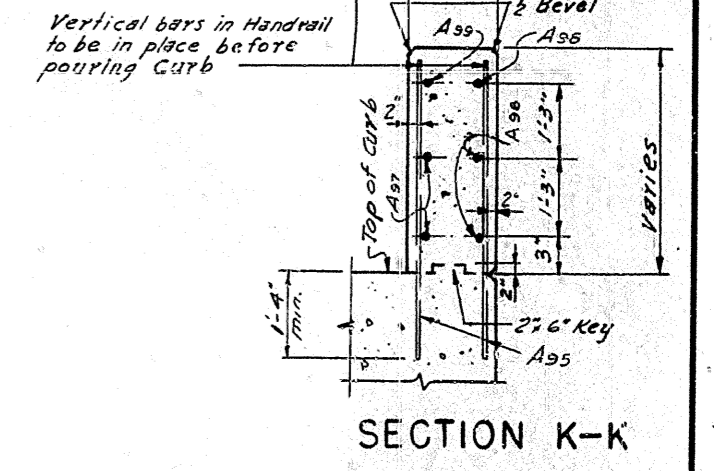 ½ Bevel
Vertical bars in Handrail
to be in place before
pouring Curb
A99
A96
2"
A98
1'-3"
Top of Curb
A97
1'-3"
Varies
2"
3"
2"
1'-4"
min.
2"x6" Key
A95
SECTION K-K